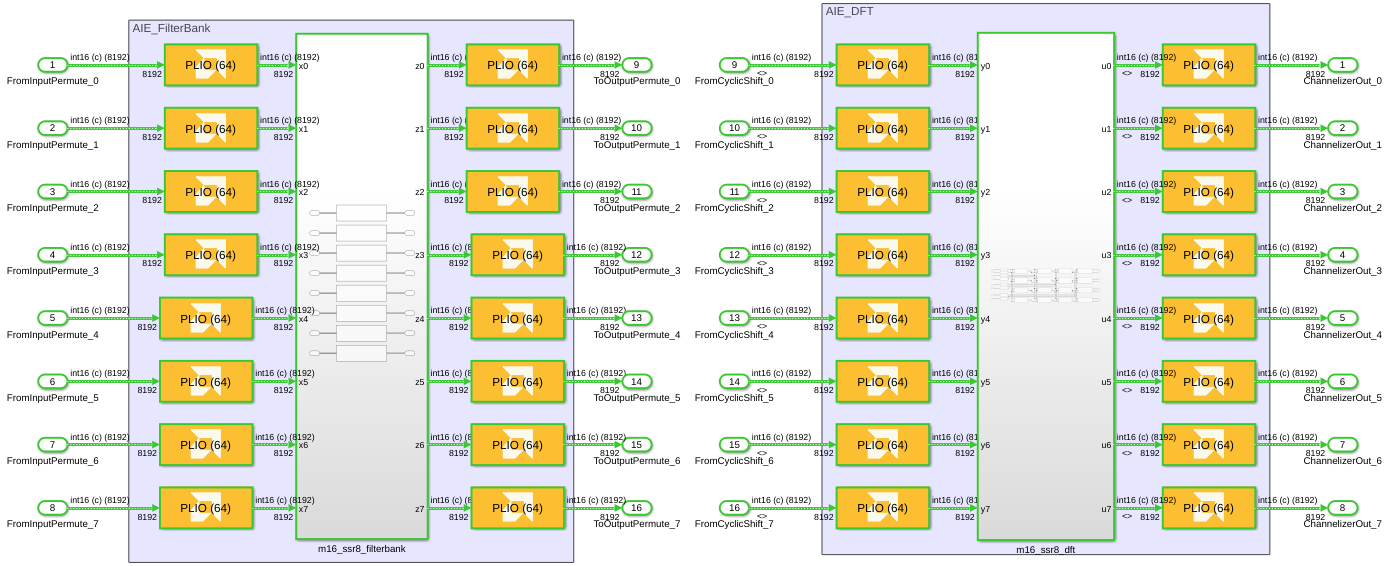 AIE_FilterBank
1 int16 (c) (8192) 8192 PLIO (64) int16 (c) (8192) 8192 x0 z0 int16 (c) (8192) 8192 PLIO (64) int16 (c) (8192) 8192 9
FromInputPermute_0 ToOutputPermute_0
2 int16 (c) (8192) 8192 PLIO (64) int16 (c) (8192) 8192 x1 z1 int16 (c) (8192) 8192 PLIO (64) int16 (c) (8192) 8192 10
FromInputPermute_1 ToOutputPermute_1
3 int16 (c) (8192) 8192 PLIO (64) int16 (c) (8192) 8192 x2 z2 int16 (c) (8192) 8192 PLIO (64) int16 (c) (8192) 8192 11
FromInputPermute_2 ToOutputPermute_2
4 int16 (c) (8192) 8192 PLIO (64) int16 (c) (8192) 8192 x3 z3 int16 (c) (8 8192 PLIO (64) int16 (c) (8192) 8192 12
FromInputPermute_3 ToOutputPermute_3
5 int16 (c) (8192) 8192 PLIO (64) int16 (c) (8192) 8192 x4 z4 int16 (c) (8 8192 PLIO (64) int16 (c) (8192) 8192 13
FromInputPermute_4 ToOutputPermute_4
6 int16 (c) (8192) 8192 PLIO (64) int16 (c) (8192) 8192 x5 z5 int16 (c) (8 8192 PLIO (64) int16 (c) (8192) 8192 14
FromInputPermute_5 ToOutputPermute_5
7 int16 (c) (8192) 8192 PLIO (64) int16 (c) (8192) 8192 x6 z6 int16 (c) (8 8192 PLIO (64) int16 (c) (8192) 8192 15
FromInputPermute_6 ToOutputPermute_6
8 int16 (c) (8192) 8192 PLIO (64) int16 (c) (8192) 8192 x7 z7 int16 (c) (8 8192 PLIO (64) int16 (c) (8192) 8192 16
FromInputPermute_7 ToOutputPermute_7
m16_ssr8_filterbank
AIE_DFT
9 int16 (c) (8192) <> 8192 PLIO (64) int16 (c) (81 8192 y0 u0 int16 (c) (8192) <> 8192 PLIO (64) int16 (c) (8192) 8192 1
FromCyclicShift_0 ChannelizerOut_0
10 int16 (c) (8192) <> 8192 PLIO (64) int16 (c) (81 8192 y1 u1 int16 (c) (8192) <> 8192 PLIO (64) int16 (c) (8192) 8192 2
FromCyclicShift_1 ChannelizerOut_1
11 int16 (c) (8192) <> 8192 PLIO (64) int16 (c) (81 8192 y2 u2 int16 (c) (8192) <> 8192 PLIO (64) int16 (c) (8192) 8192 3
FromCyclicShift_2 ChannelizerOut_2
12 int16 (c) (8192) <> 8192 PLIO (64) int16 (c) (81 8192 y3 u3 int16 (c) (8192) <> 8192 PLIO (64) int16 (c) (8192) 8192 4
FromCyclicShift_3 ChannelizerOut_3
13 int16 (c) (8192) <> 8192 PLIO (64) int16 (c) (81 8192 y4 u4 int16 (c) (8192) <> 8192 PLIO (64) int16 (c) (8192) 8192 5
FromCyclicShift_4 ChannelizerOut_4
14 int16 (c) (8192) <> 8192 PLIO (64) int16 (c) (81 8192 y5 u5 int16 (c) (8192) <> 8192 PLIO (64) int16 (c) (8192) 8192 6
FromCyclicShift_5 ChannelizerOut_5
15 int16 (c) (8192) <> 8192 PLIO (64) int16 (c) (81 8192 y6 u6 int16 (c) (8192) <> 8192 PLIO (64) int16 (c) (8192) 8192 7
FromCyclicShift_6 ChannelizerOut_6
16 int16 (c) (8192) <> 8192 PLIO (64) int16 (c) (81 8192 y7 u7 int16 (c) (8192) <> 8192 PLIO (64) int16 (c) (8192) 8192 8
FromCyclicShift_7 ChannelizerOut_7
m16_ssr8_dft